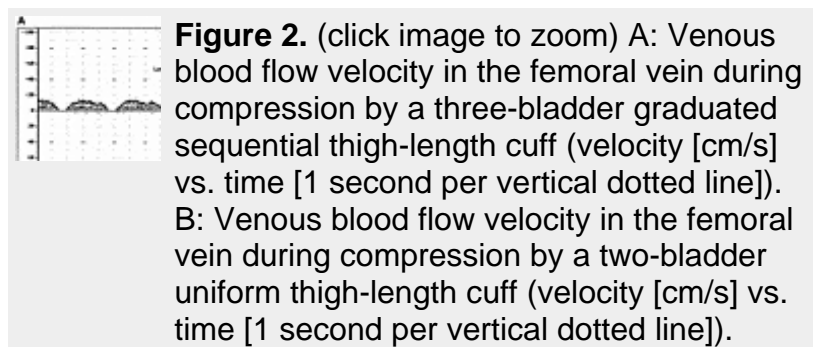 A
Figure 2. (click image to zoom) A: Venous
blood flow velocity in the femoral vein during
compression by a three-bladder graduated
sequential thigh-length cuff (velocity [cm/s]
vs. time [1 second per vertical dotted line]).
B: Venous blood flow velocity in the femoral
vein during compression by a two-bladder
uniform thigh-length cuff (velocity [cm/s] vs.
time [1 second per vertical dotted line]).